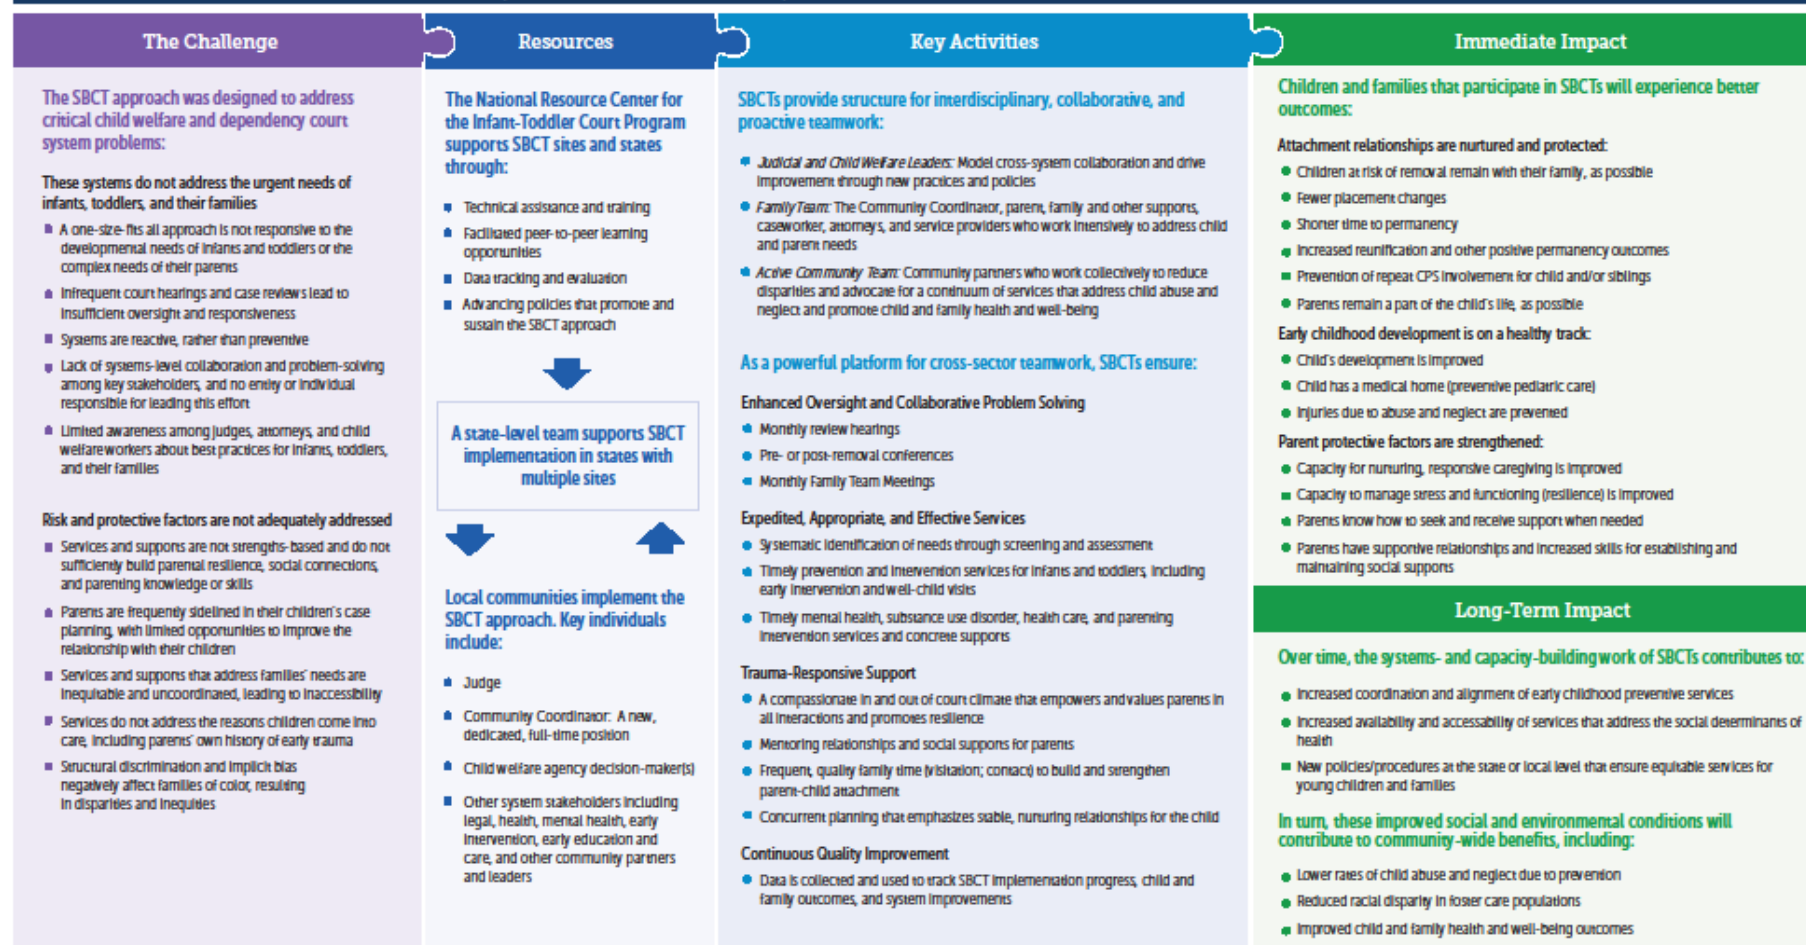 The Challenge
The SBCT approach was designed to address
critical child welfare and dependency court
system problems:
These systems do not address the urgent needs of
infants, toddlers, and their families
A one-size-fits all approach is not responsive to the
developmental needs of infants and toddlers or the
complex needs of their parents
Infrequent court hearings and case reviews lead to
insufficient oversight and responsiveness
Systems are reactive, rather than preventive
Lack of systems-level collaboration and problem-solving
among key stakeholders, and no entity or individual
responsible for leading this effort
Limited awareness among judges, attorneys, and child
welfare workers about best practices for infants, toddlers,
and their families
Risk and protective factors are not adequately addressed
Services and supports are not strengths-based and do not
sufficiently build parental resilience, social connections,
and parenting knowledge or skills
Parents are frequently sidelined in their children's case
planning, with limited opportunities to improve the
relationship with their children
Services and supports that address families' needs are
inequitable and uncoordinated, leading to inaccessibility
Services do not address the reasons children come into
care, including parents' own history of early trauma
Structural discrimination and implicit bias
negatively affect families of color, resulting
in disparities and inequities
Resources
The National Resource Center for
the Infant-Toddler Court Program
supports SBCT sites and states
through:
Technical assistance and training
Facilitated peer-to-peer learning
opportunities
Data tracking and evaluation
Advancing policies that promote and
sustain the SBCT approach
A state-level team supports SBCT
implementation in states with
multiple sites
Local communities implement the
SBCT approach. Key individuals
include:
Judge
Community Coordinator: A new,
dedicated, full-time position
Child welfare agency decision-maker(s)
Other system stakeholders including
legal, health, mental health, early
intervention, early education and
care, and other community partners
and leaders
Key Activities
SBCTs provide structure for interdisciplinary, collaborative, and
proactive teamwork:
Judicial and Child Welfare Leaders: Model cross-system collaboration and drive
improvement through new practices and policies
Family Team: The Community Coordinator, parent, family and other supports,
caseworker, attorneys, and service providers who work intensively to address child
and parent needs
Active Community Team: Community partners who work collectively to reduce
disparities and advocate for a continuum of services that address child abuse and
neglect and promote child and family health and well-being
As a powerful platform for cross-sector teamwork, SBCTs ensure:
Enhanced Oversight and Collaborative Problem Solving
Monthly review hearings
Pre- or post-removal conferences
Monthly Family Team Meetings
Expedited, Appropriate, and Effective Services
Systematic identification of needs through screening and assessment
Timely prevention and intervention services for infants and toddlers, including
early intervention and well-child visits
Timely mental health, substance use disorder, health care, and parenting
intervention services and concrete supports
Trauma-Responsive Support
A compassionate in and out of court climate that empowers and values parents in
all interactions and promotes resilience
Mentoring relationships and social supports for parents
Frequent, quality family time (visitation; contact) to build and strengthen
parent-child attachment
Concurrent planning that emphasizes stable, nurturing relationships for the child
Continuous Quality Improvement
Data is collected and used to track SBCT implementation progress, child and
family outcomes, and system improvements
Immediate Impact
Children and families that participate in SBCTs will experience better
outcomes:
Attachment relationships are nurtured and protected:
Children at risk of removal remain with their family, as possible
Fewer placement changes
Shorter time to permanency
Increased reunification and other positive permanency outcomes
Prevention of repeat CPS involvement for child and/or siblings
Parents remain a part of the child's life, as possible
Early childhood development is on a healthy track:
Child's development is improved
Child has a medical home (preventive pediatric care)
Injuries due to abuse and neglect are prevented
Parent protective factors are strengthened:
Capacity for nurturing, responsive caregiving is improved
Capacity to manage stress and functioning (resilience) is improved
Parents know how to seek and receive support when needed
Parents have supportive relationships and increased skills for establishing and
maintaining social supports
Long-Term Impact
Over time, the systems- and capacity-building work of SBCTs contributes to:
Increased coordination and alignment of early childhood preventive services
Increased availability and accessability of services that address the social determinants of
health
New policies/procedures at the state or local level that ensure equitable services for
young children and families
In turn, these improved social and environmental conditions will
contribute to community-wide benefits, including:
Lower rates of child abuse and neglect due to prevention
Reduced racial disparity in foster care populations
Improved child and family health and well-being outcomes